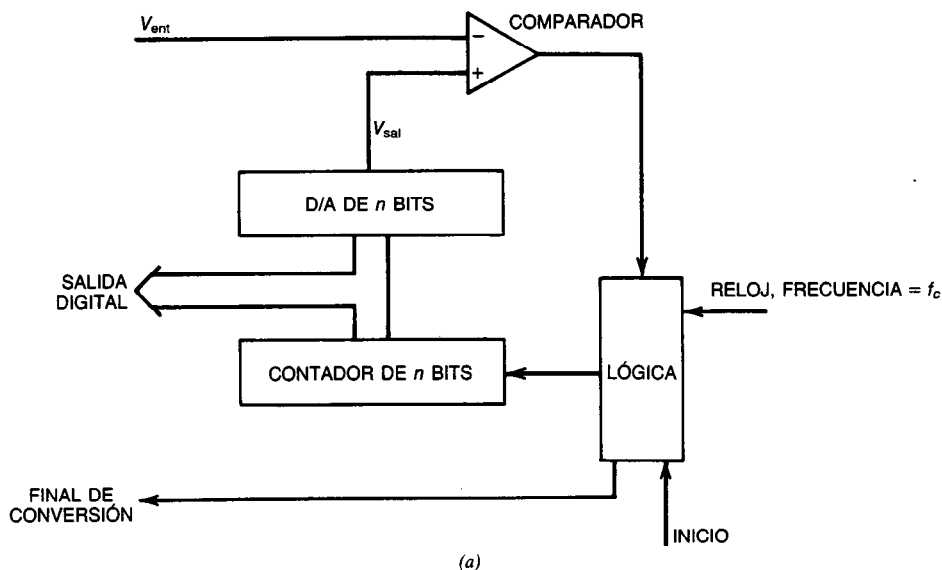 COMPARADOR
V_ent
−
+
V_sal
D/A DE n BITS
SALIDA
DIGITAL
RELOJ, FRECUENCIA = f_c
CONTADOR DE n BITS
LÓGICA
FINAL DE
CONVERSIÓN
INICIO
(a)